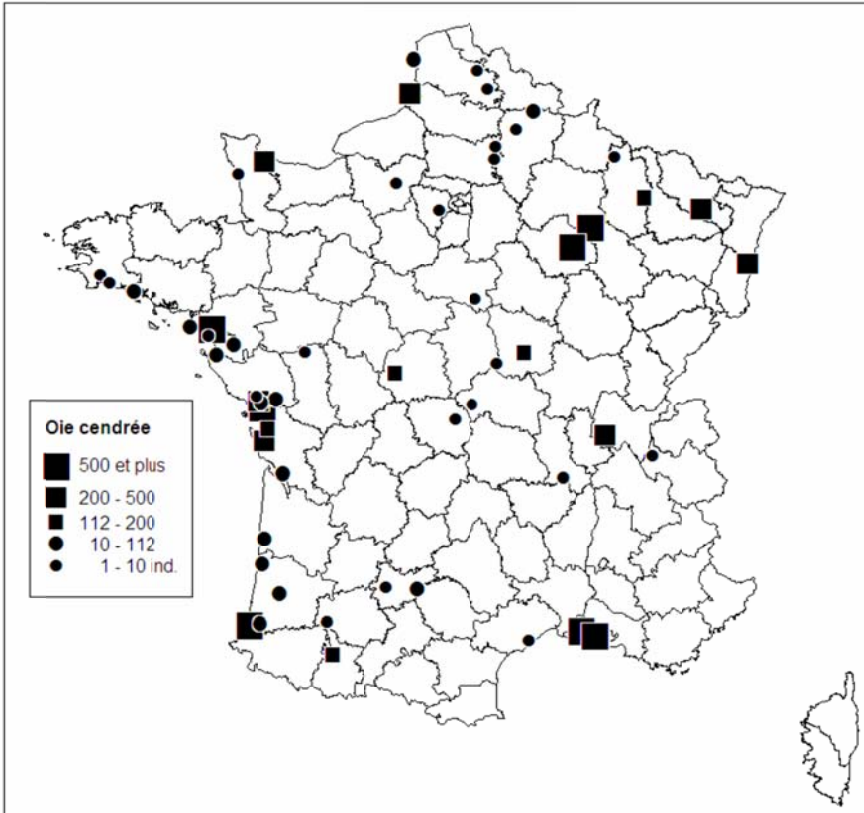 Oie cendrée
500 et plus
200 - 500
112 - 200
10 - 112
1 - 10 ind.